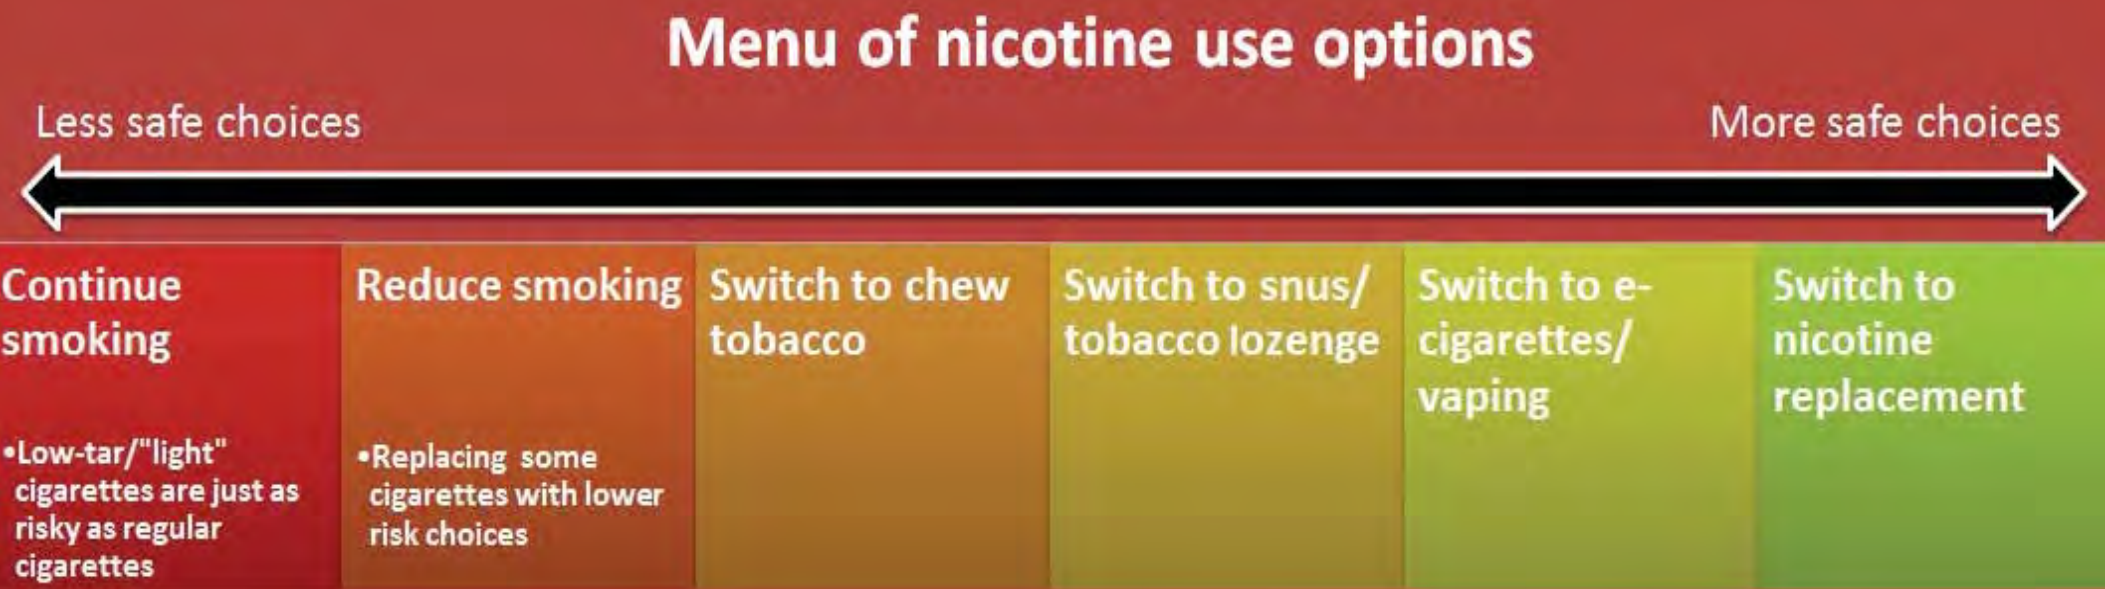 Menu of nicotine use options
Less safe choices
More safe choices
Continue
smoking
•Low-tar/"light"
cigarettes are just as
risky as regular
cigarettes
Reduce smoking
•Replacing some
cigarettes with lower
risk choices
Switch to chew
tobacco
Switch to snus/
tobacco lozenge
Switch to e-
cigarettes/
vaping
Switch to
nicotine
replacement